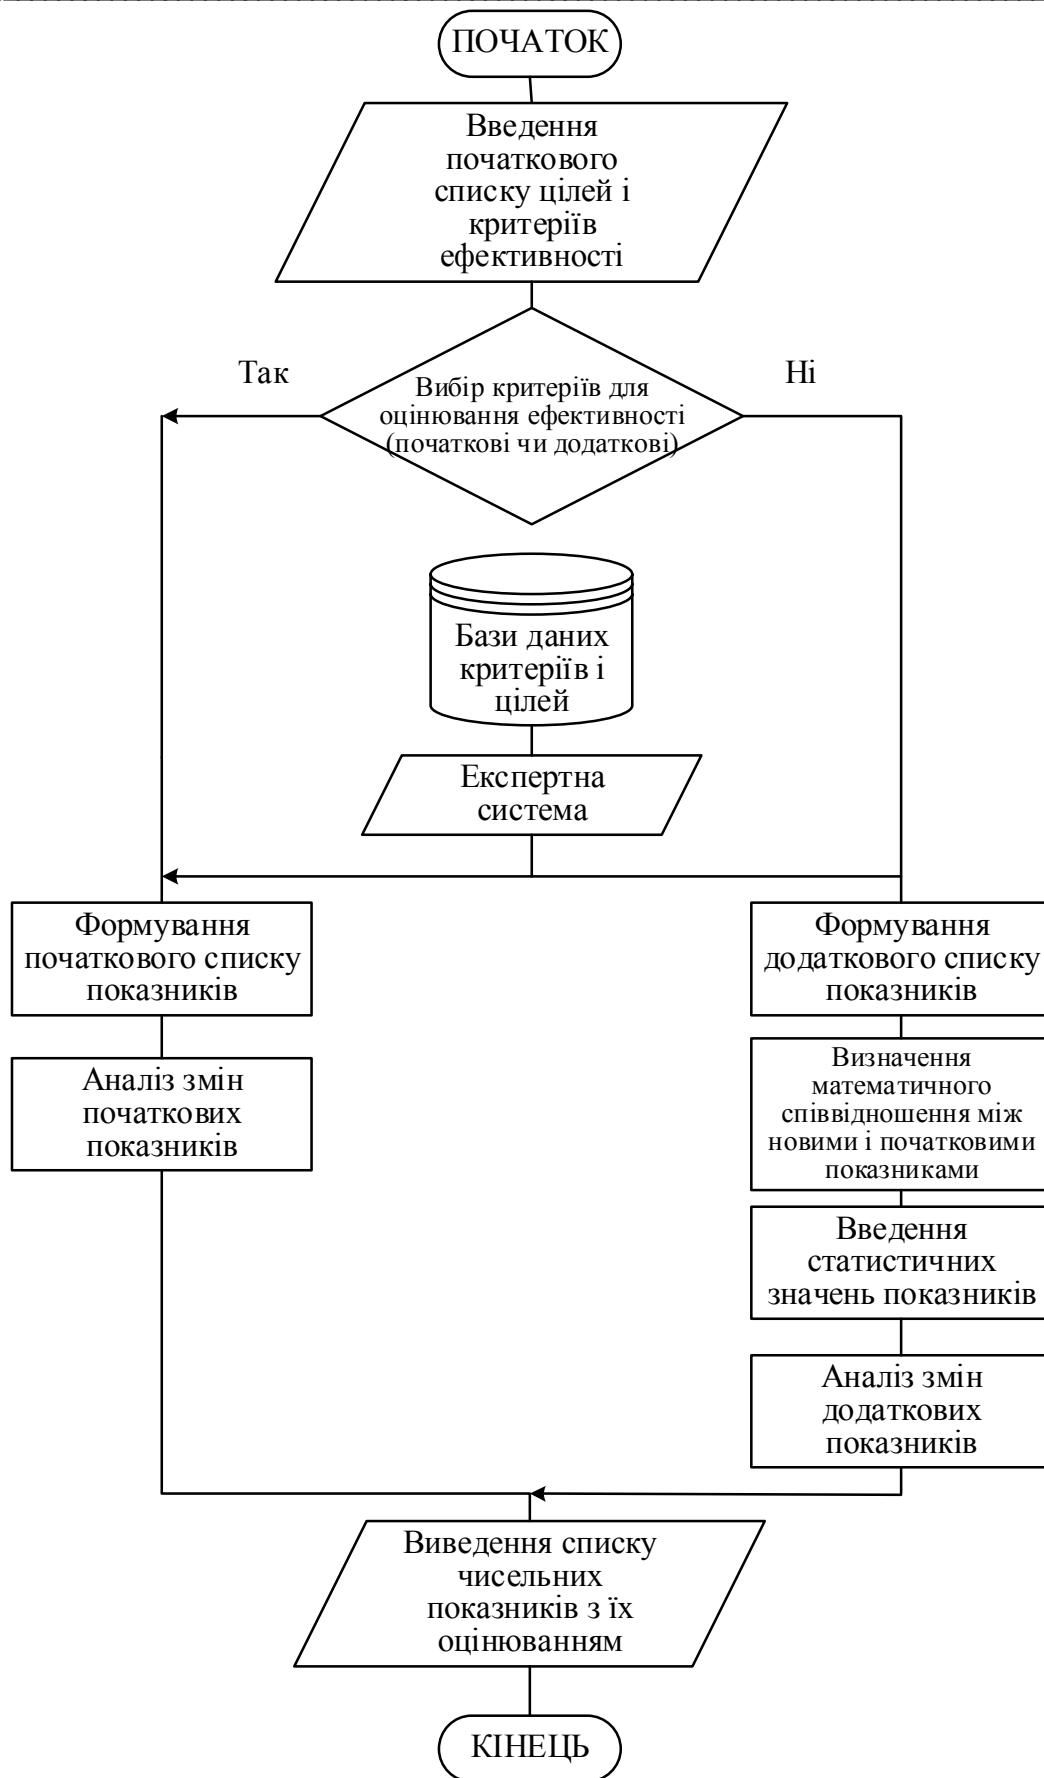 ПОЧАТОК
Введення
початкового
списку цілей і
критеріїв
ефективності
Так
Ні
Вибір критеріїв для
оцінювання ефективності
(початкові чи додаткові)
Бази даних
критеріїв і
цілей
Експертна
система
Формування
початкового списку
показників
Аналіз змін
початкових
показників
Формування
додаткового списку
показників
Визначення
математичного
співвідношення між
новими і початковими
показниками
Введення
статистичних
значень показників
Аналіз змін
додаткових
показників
Виведення списку
чисельних
показників з їх
оцінюванням
КІНЕЦЬ